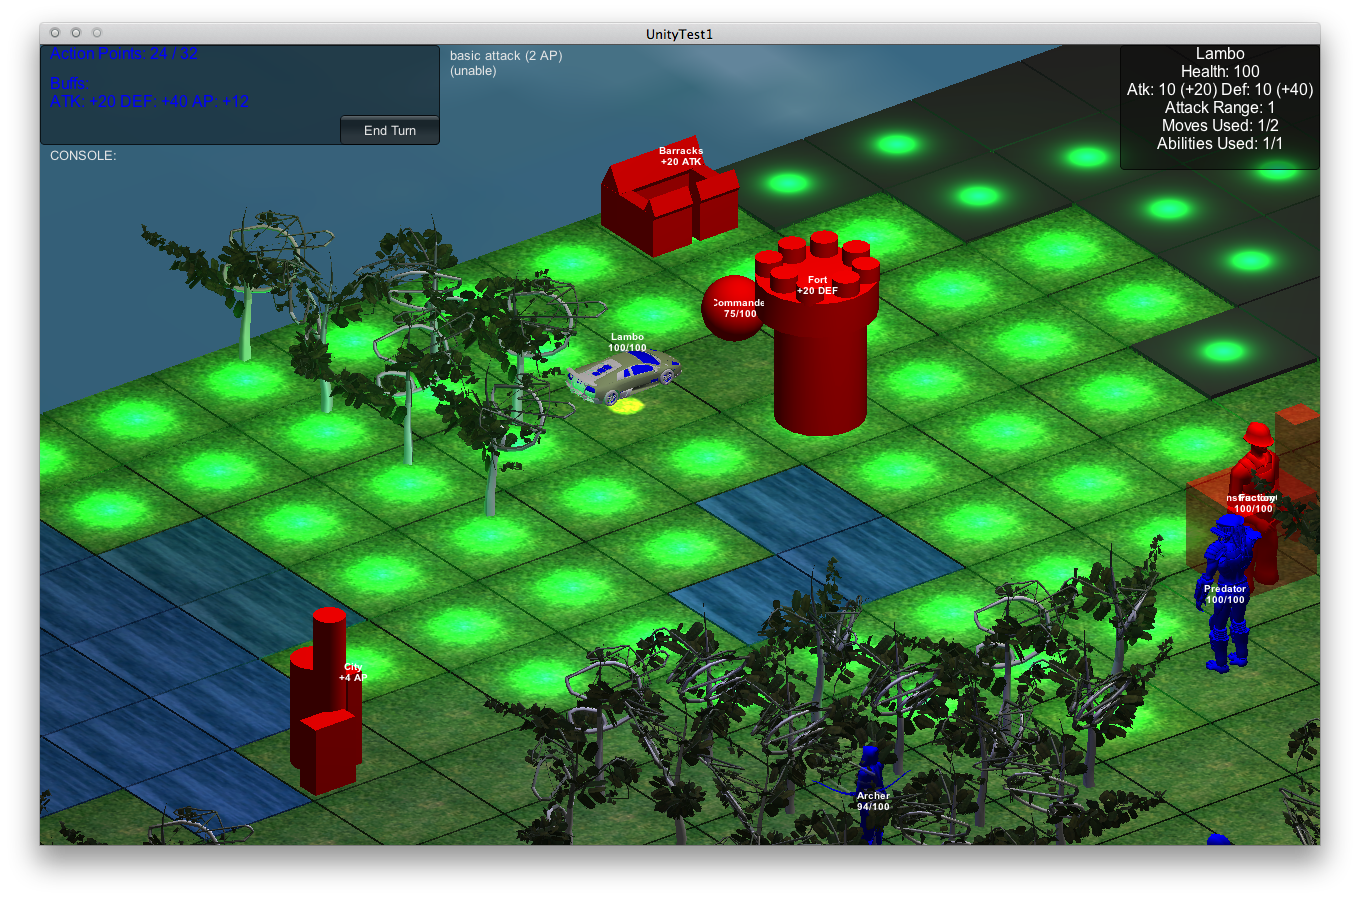 UnityTest1
Action Points: 24 / 32
Buffs:
ATK: +20 DEF: +40 AP: +12
End Turn
basic attack (2 AP)
(unable)
CONSOLE:
Lambo
Health: 100
Atk: 10 (+20) Def: 10 (+40)
Attack Range: 1
Moves Used: 1/2
Abilities Used: 1/1
Barracks
+20 ATK
Fort
+20 DEF
Commande
75/100
Lambo
100/100
Factory
100/100
Predator
100/100
City
+4 AP
Archer
94/100